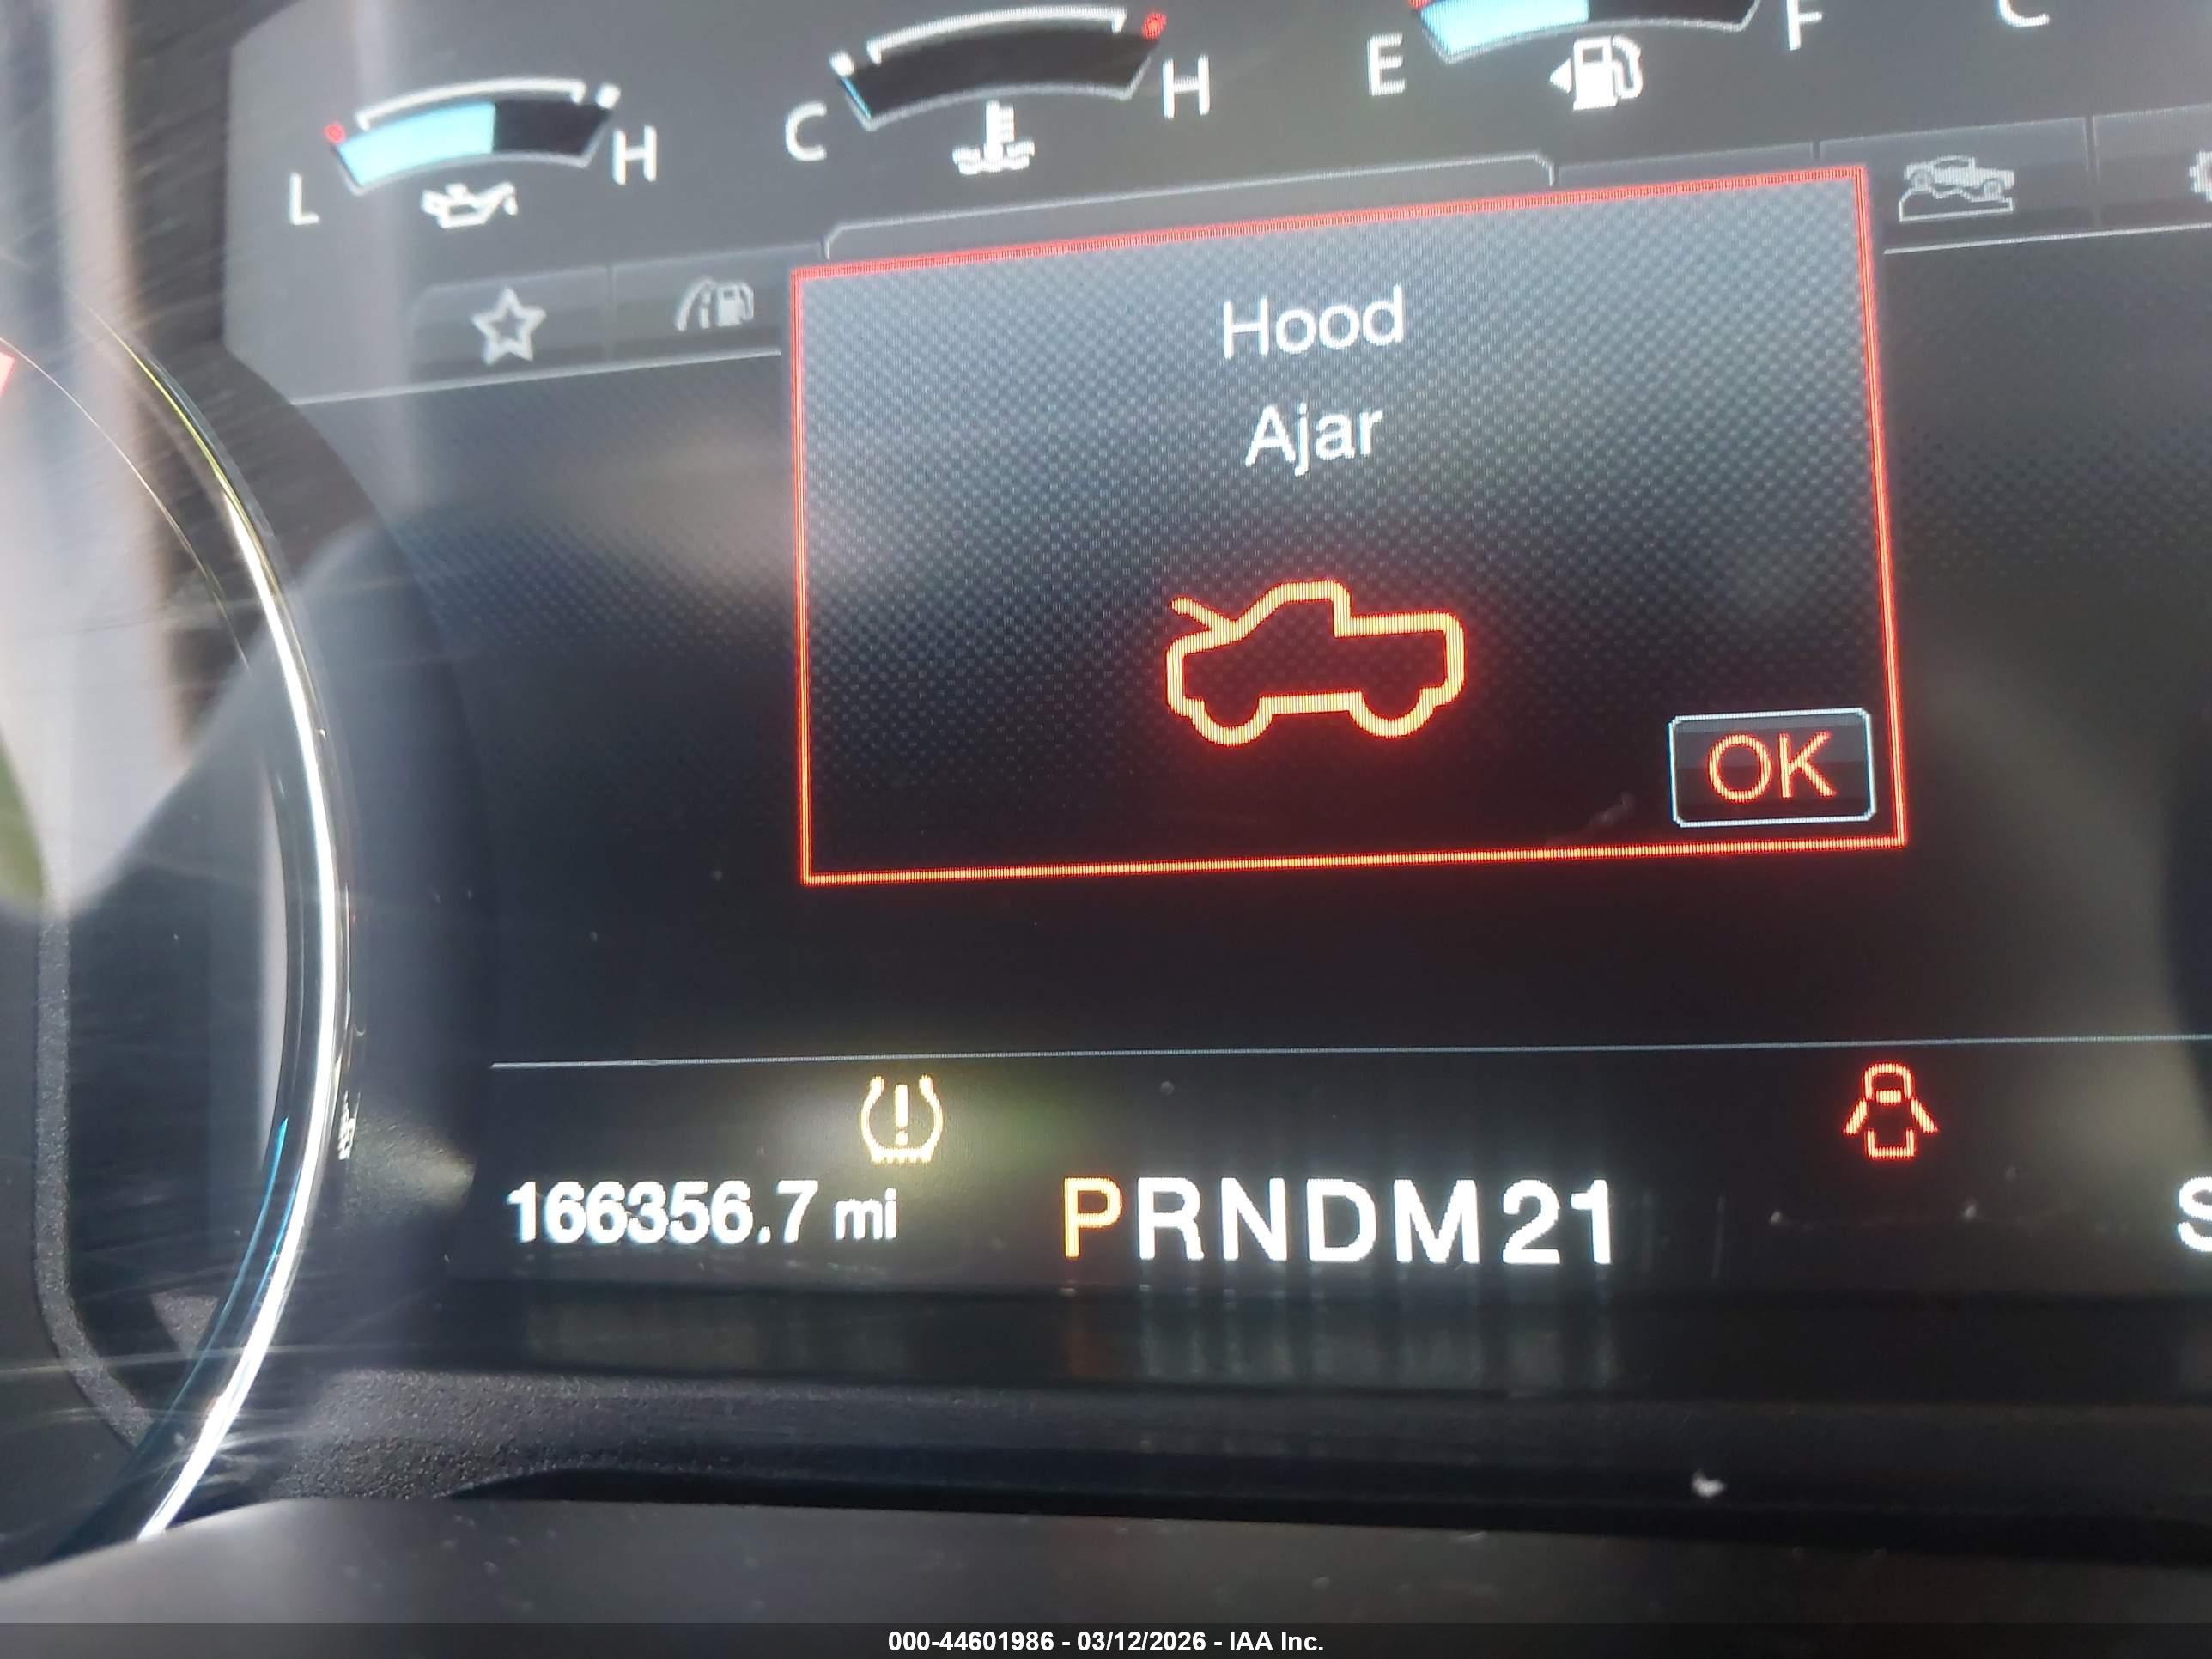 L H C H E F C
Hood
Ajar
OK
166356.7 mi PRNDM21
000-44601986 - 03/12/2026 - IAA Inc.